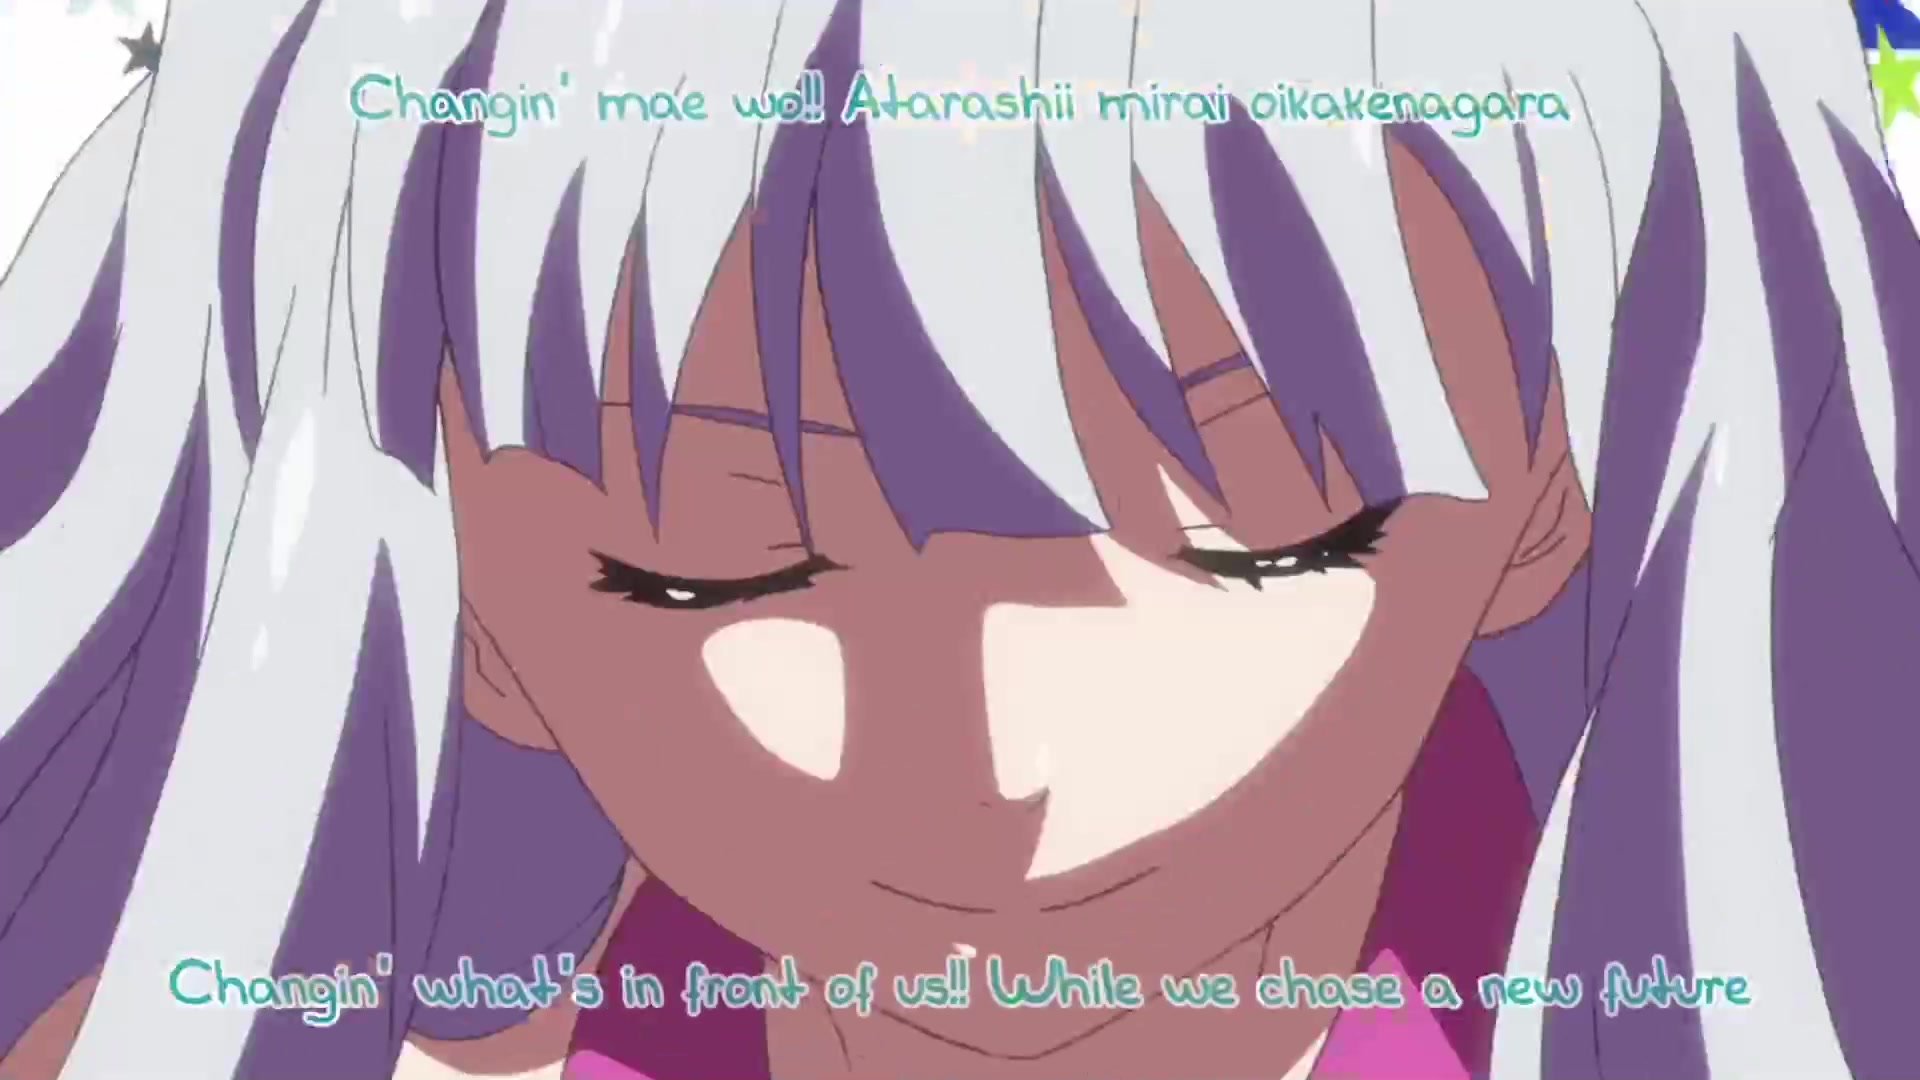 Changin' mae wo!! Atarashii mirai oikakenagara
Changin' what's in front of us!! While we chase a new future